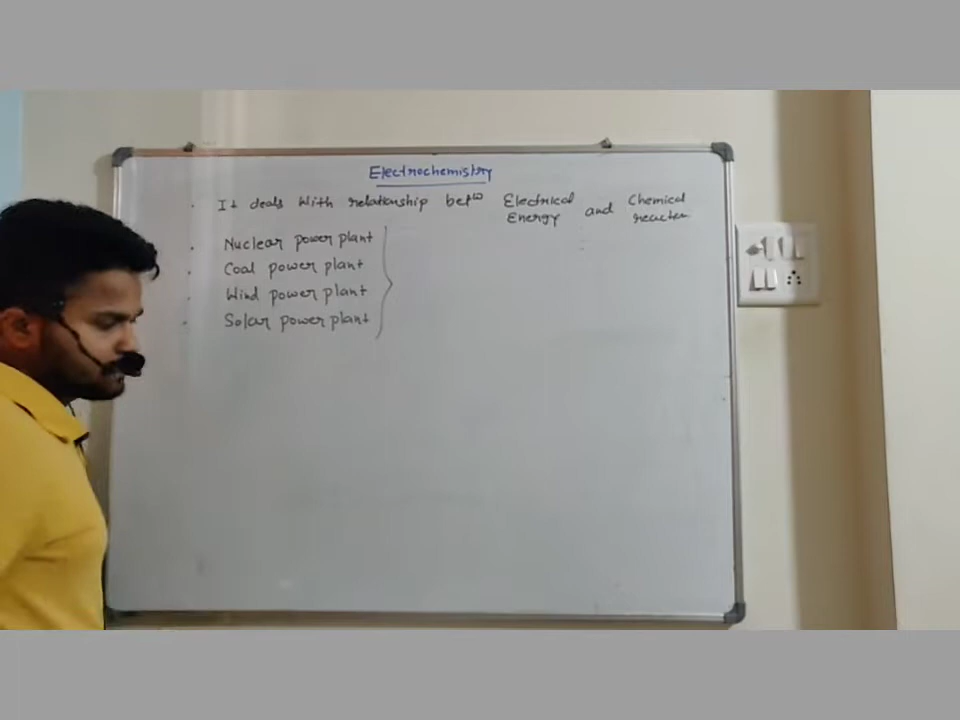 Electrochemistry
. It deals with relationship betⁿ Electrical Energy and Chemical reacten
. Nuclear power plant
. Coal power plant
. Wind power plant
. Solar power plant